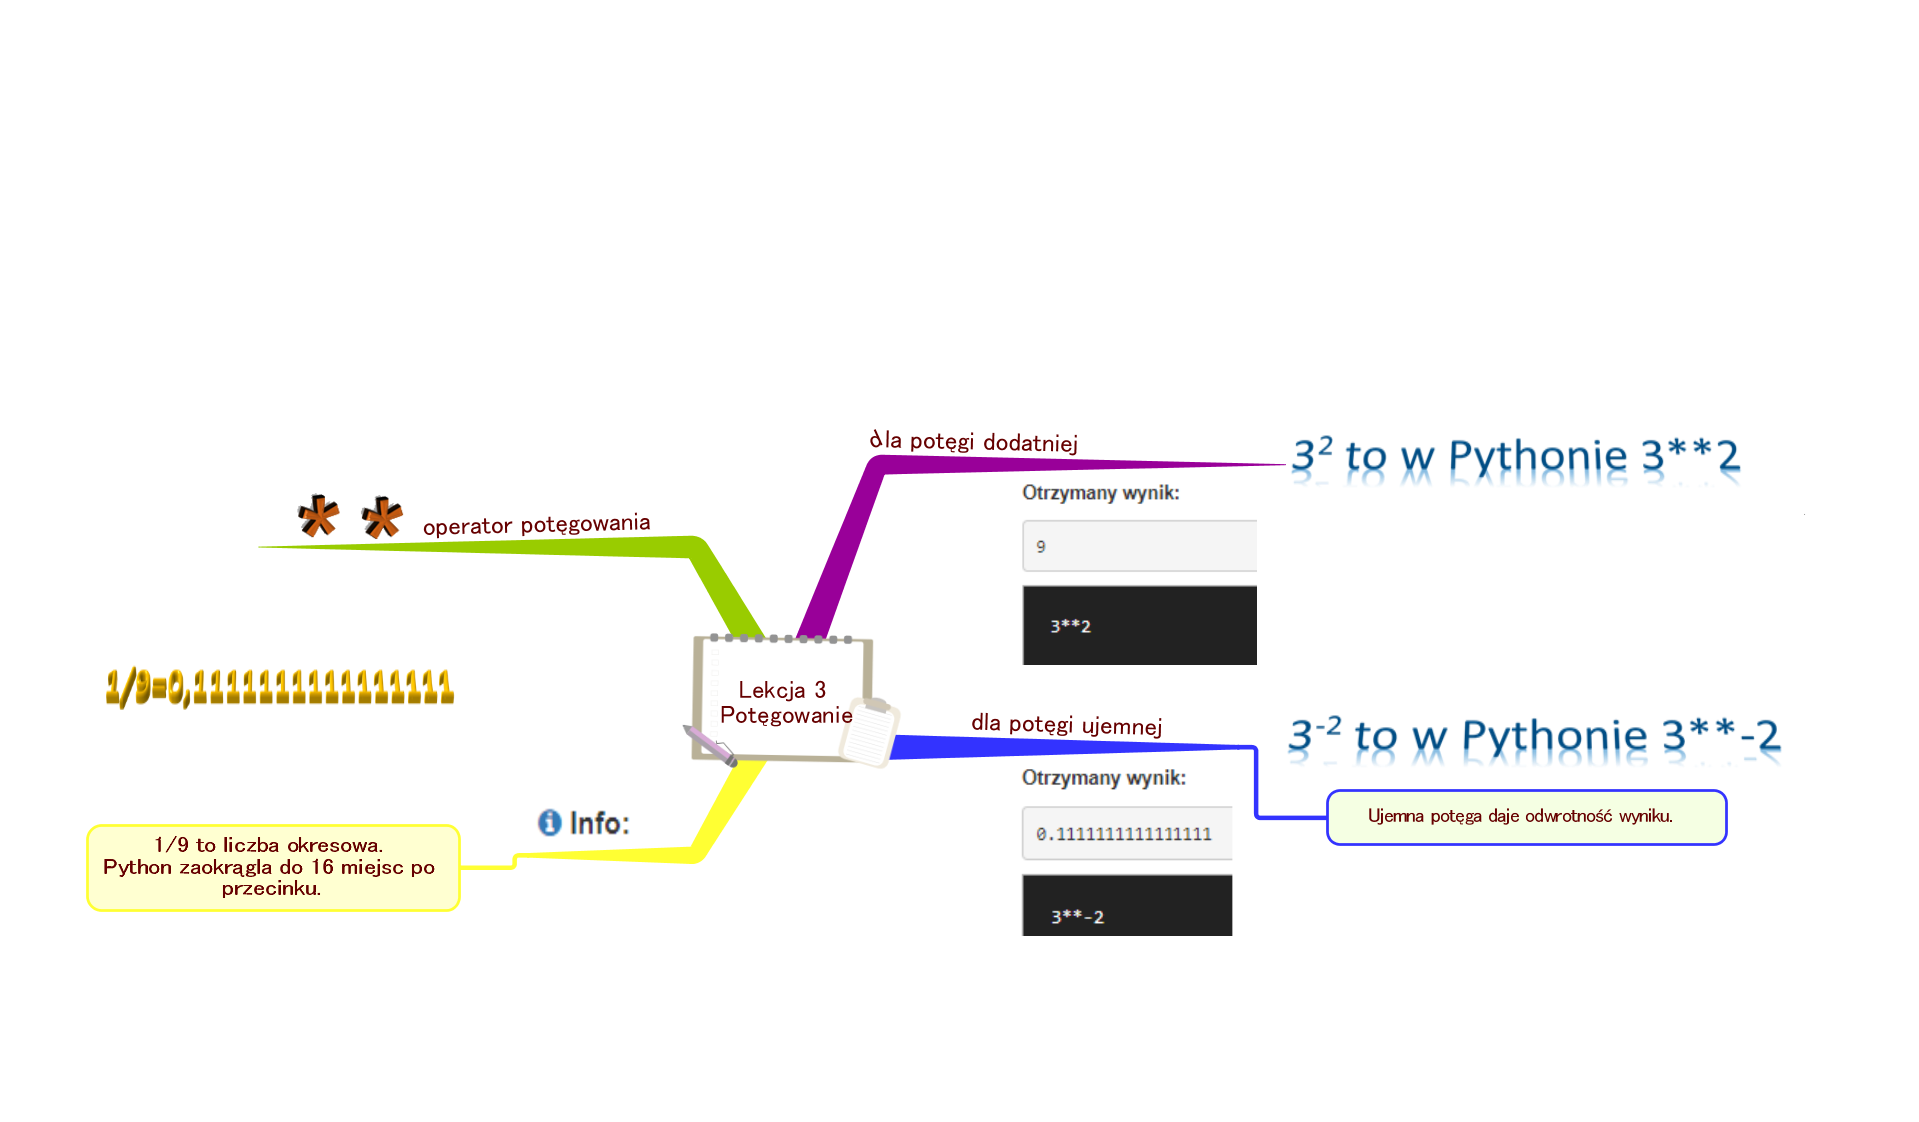 dla potęgi dodatniej
3² to w Pythonie 3**2
Otrzymany wynik:
9
3**2
* *
operator potęgowania
1/9=0,1111111111111111
Lekcja 3
Potęgowanie
dla potęgi ujemnej
3⁻² to w Pythonie 3**-2
Otrzymany wynik:
0.1111111111111111
3**-2
Ujemna potęga daje odwrotność wyniku.
Info:
1/9 to liczba okresowa.
Python zaokrągla do 16 miejsc po
przecinku.